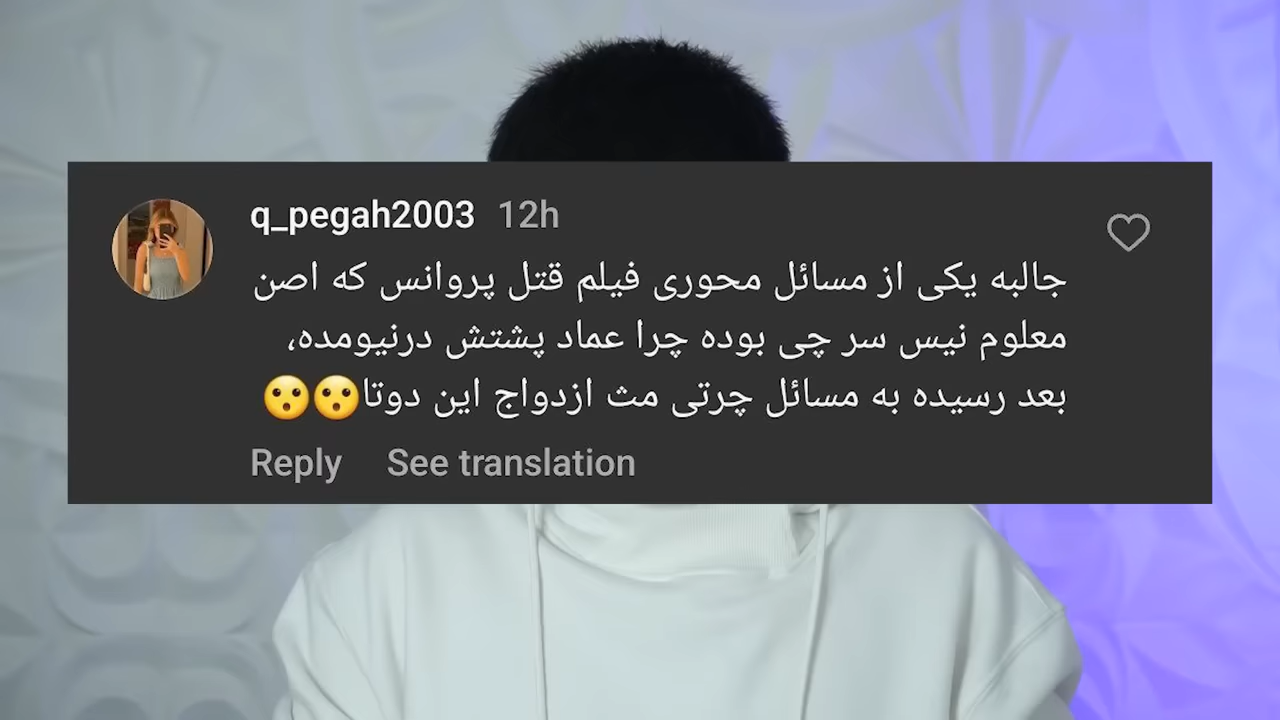 q_pegah2003 12h
جالبه یکی از مسائل محوری فیلم قتل پروانس که اصن
معلوم نیس سر چی بوده چرا عماد پشتش درنیومده،
بعد رسیده به مسائل چرتی مث ازدواج این دوتا😮😮
Reply See translation